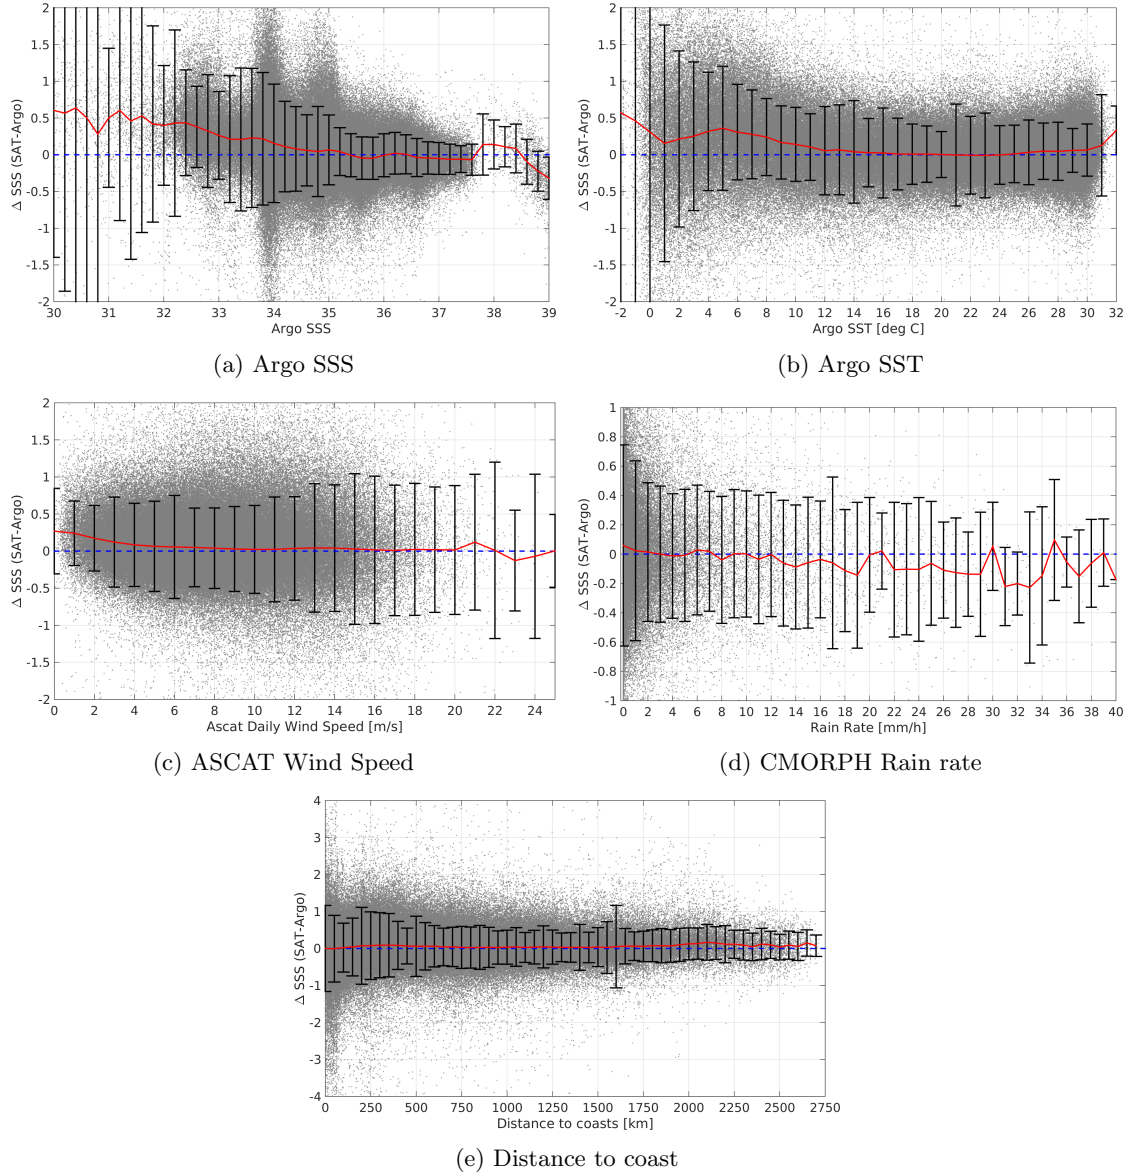 2
1.5
1
0.5
0
-0.5
-1
-1.5
-2
Δ SSS (SAT-Argo)
30 31 32 33 34 35 36 37 38 39
Argo SSS
(a) Argo SSS
2
1.5
1
0.5
0
-0.5
-1
-1.5
-2
Δ SSS (SAT-Argo)
-2 0 2 4 6 8 10 12 14 16 18 20 22 24 26 28 30 32
Argo SST [deg C]
(b) Argo SST
2
1.5
1
0.5
0
-0.5
-1
-1.5
-2
Δ SSS (SAT-Argo)
0 2 4 6 8 10 12 14 16 18 20 22 24
Ascat Daily Wind Speed [m/s]
(c) ASCAT Wind Speed
1
0.8
0.6
0.4
0.2
0
-0.2
-0.4
-0.6
-0.8
-1
Δ SSS (SAT-Argo)
0 2 4 6 8 10 12 14 16 18 20 22 24 26 28 30 32 34 36 38 40
Rain Rate [mm/h]
(d) CMORPH Rain rate
4
3
2
1
0
-1
-2
-3
-4
Δ SSS (SAT-Argo)
0 250 500 750 1000 1250 1500 1750 2000 2250 2500 2750
Distance to coasts [km]
(e) Distance to coast